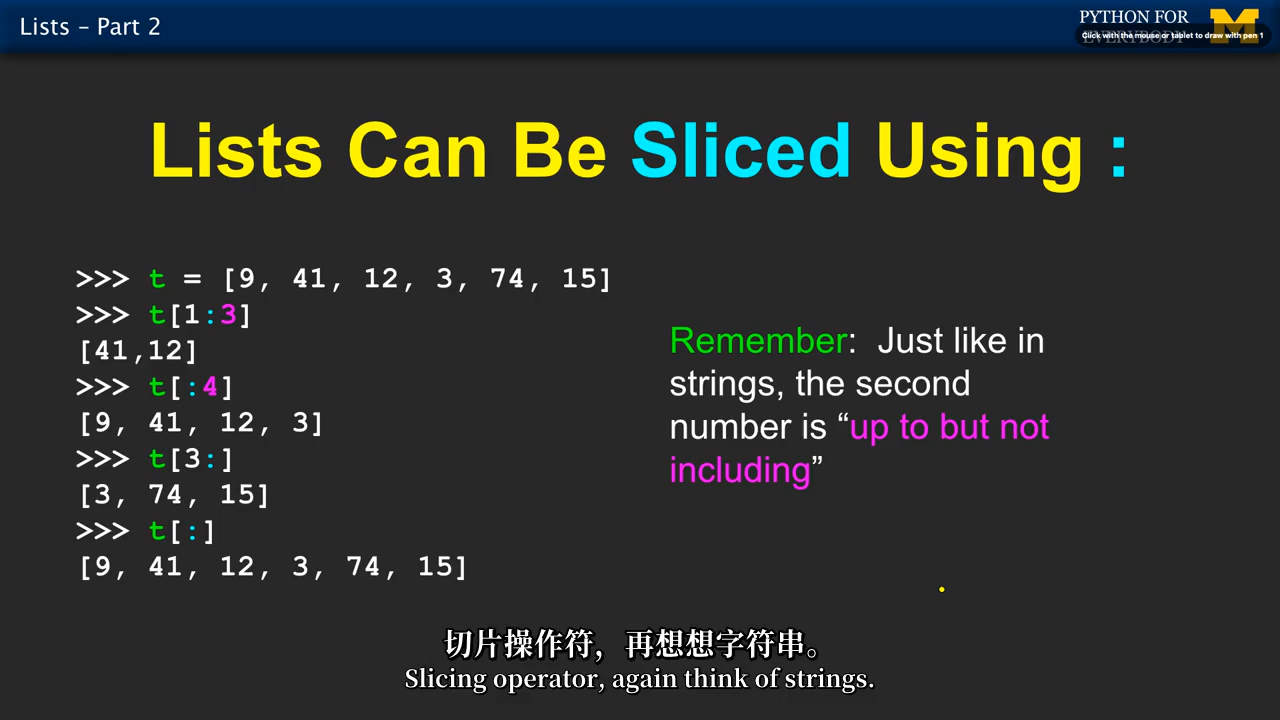 Lists – Part 2
PYTHON FOR
EVERYBODY
Click with the mouse or tablet to draw with pen 1
Lists Can Be Sliced Using :
>>> t = [9, 41, 12, 3, 74, 15]
>>> t[1:3]
[41,12]
>>> t[:4]
[9, 41, 12, 3]
>>> t[3:]
[3, 74, 15]
>>> t[:]
[9, 41, 12, 3, 74, 15]
Remember:  Just like in
strings, the second
number is “up to but not
including”
切片操作符，再想想字符串。
Slicing operator, again think of strings.